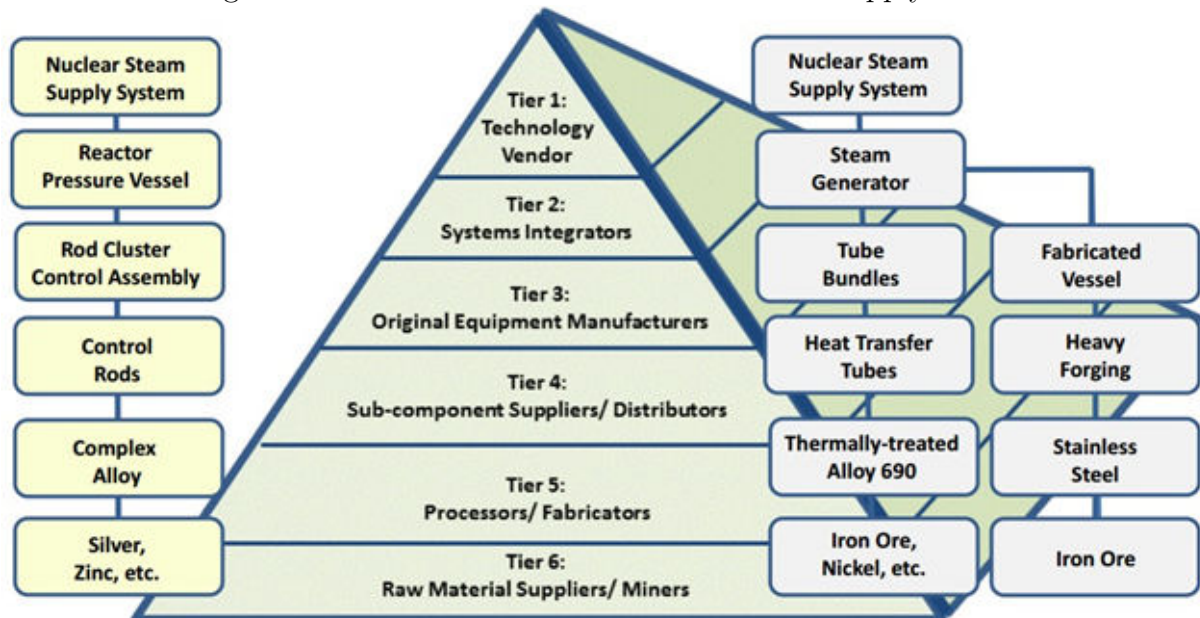 Nuclear Steam
Supply System
Reactor
Pressure Vessel
Rod Cluster
Control Assembly
Control
Rods
Complex
Alloy
Silver,
Zinc, etc.
Tier 1:
Technology
Vendor
Tier 2:
Systems Integrators
Tier 3:
Original Equipment Manufacturers
Tier 4:
Sub-component Suppliers/ Distributors
Tier 5:
Processors/ Fabricators
Tier 6:
Raw Material Suppliers/ Miners
Nuclear Steam
Supply System
Steam
Generator
Tube
Bundles
Heat Transfer
Tubes
Thermally-treated
Alloy 690
Iron Ore,
Nickel, etc.
Fabricated
Vessel
Heavy
Forging
Stainless
Steel
Iron Ore